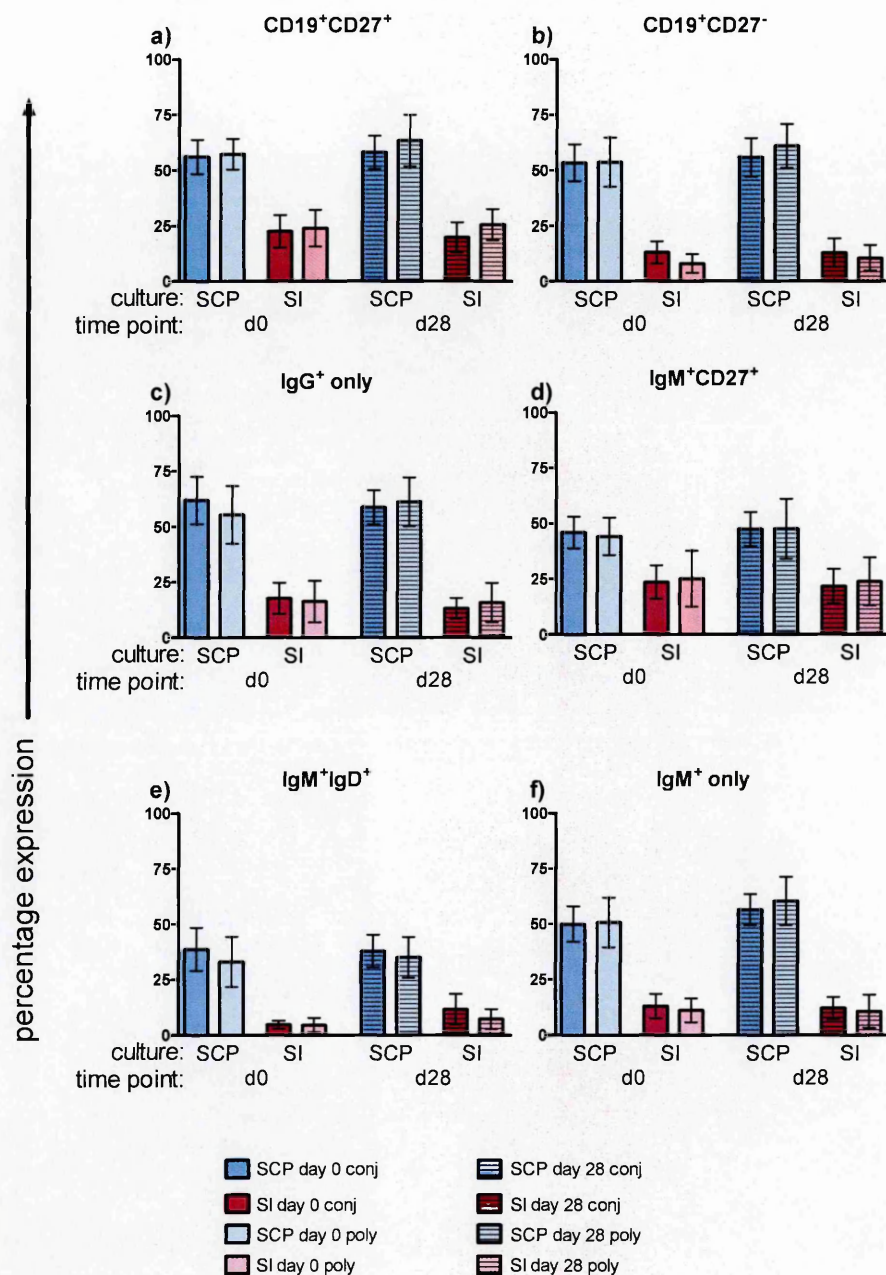 a) CD19⁺CD27⁺
b) CD19⁺CD27⁻
100 75 50 25 0
100 75 50 25 0
culture: SCP SI SCP SI
time point: d0 d28
SCP SI SCP SI
d0 d28
c) IgG⁺ only
d) IgM⁺CD27⁺
100 75 50 25 0
100 75 50 25 0
culture: SCP SI SCP SI
time point: d0 d28
SCP SI SCP SI
d0 d28
e) IgM⁺IgD⁺
f) IgM⁺ only
100 75 50 25 0
100 75 50 25 0
culture: SCP SI SCP SI
time point: d0 d28
SCP SI SCP SI
d0 d28
percentage expression
SCP day 0 conj
SI day 0 conj
SCP day 0 poly
SI day 0 poly
SCP day 28 conj
SI day 28 conj
SCP day 28 poly
SI day 28 poly